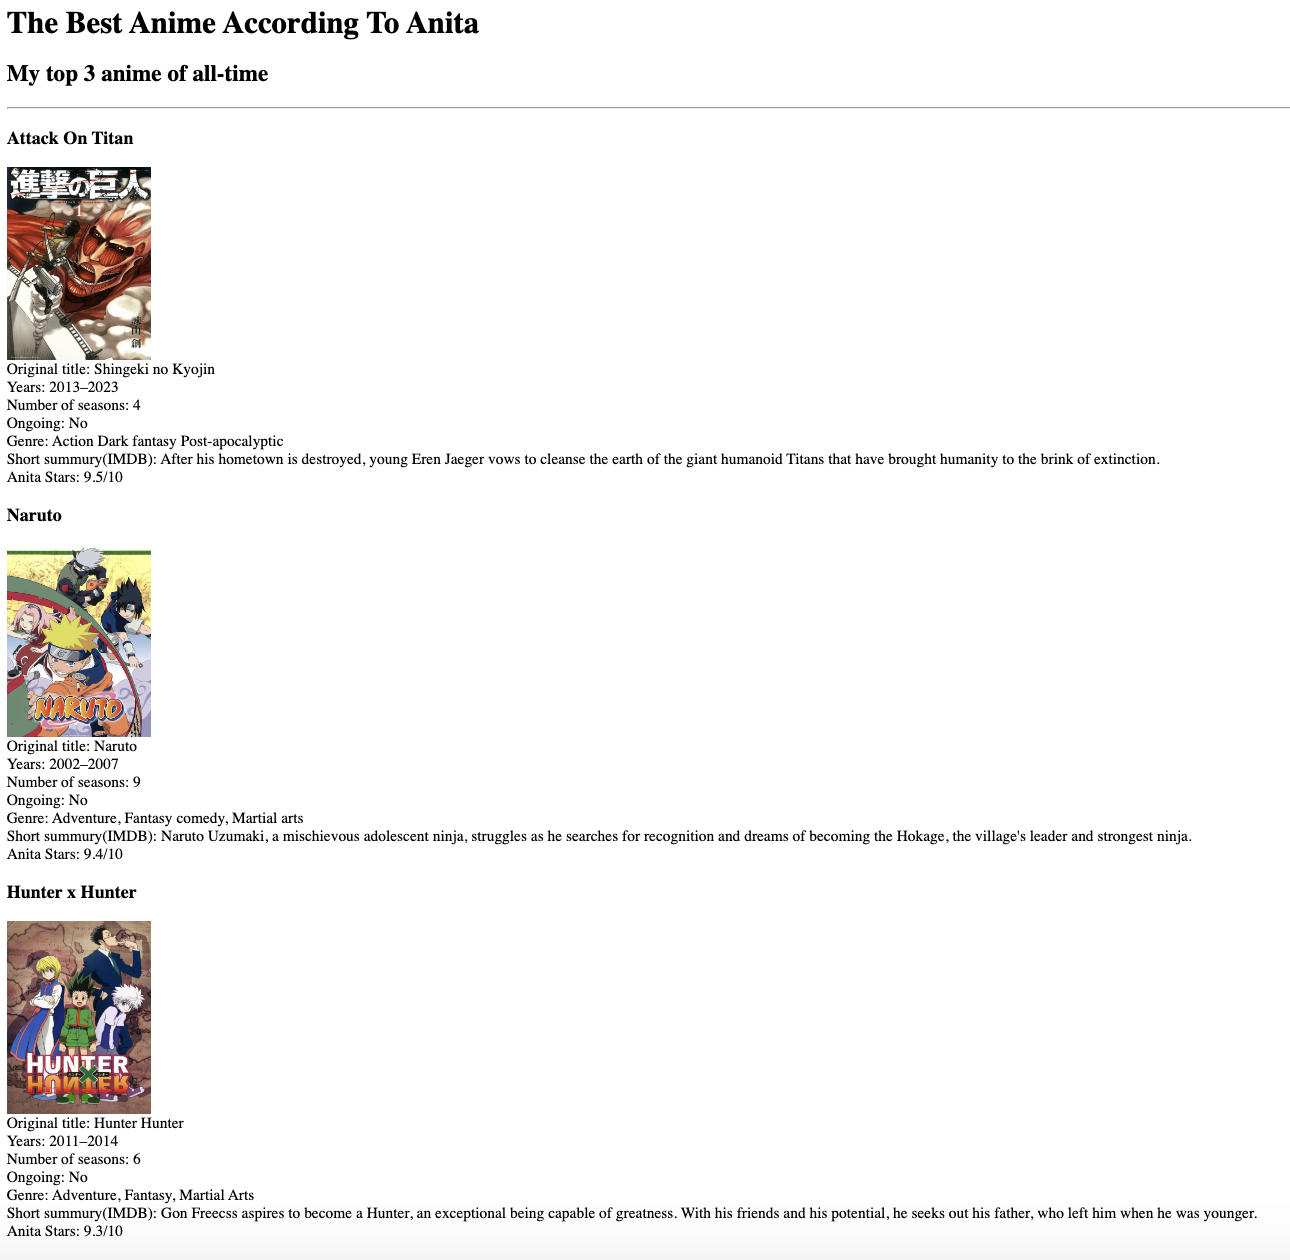 The Best Anime According To Anita
My top 3 anime of all-time
Attack On Titan
進撃の巨人
1
諫山
創
Original title: Shingeki no Kyojin
Years: 2013–2023
Number of seasons: 4
Ongoing: No
Genre: Action Dark fantasy Post-apocalyptic
Short summury(IMDB): After his hometown is destroyed, young Eren Jaeger vows to cleanse the earth of the giant humanoid Titans that have brought humanity to the brink of extinction.
Anita Stars: 9.5/10
Naruto
NARUTO
Original title: Naruto
Years: 2002–2007
Number of seasons: 9
Ongoing: No
Genre: Adventure, Fantasy comedy, Martial arts
Short summury(IMDB): Naruto Uzumaki, a mischievous adolescent ninja, struggles as he searches for recognition and dreams of becoming the Hokage, the village's leader and strongest ninja.
Anita Stars: 9.4/10
Hunter x Hunter
HUNTER
X
HUNTER
Original title: Hunter Hunter
Years: 2011–2014
Number of seasons: 6
Ongoing: No
Genre: Adventure, Fantasy, Martial Arts
Short summury(IMDB): Gon Freecss aspires to become a Hunter, an exceptional being capable of greatness. With his friends and his potential, he seeks out his father, who left him when he was younger.
Anita Stars: 9.3/10